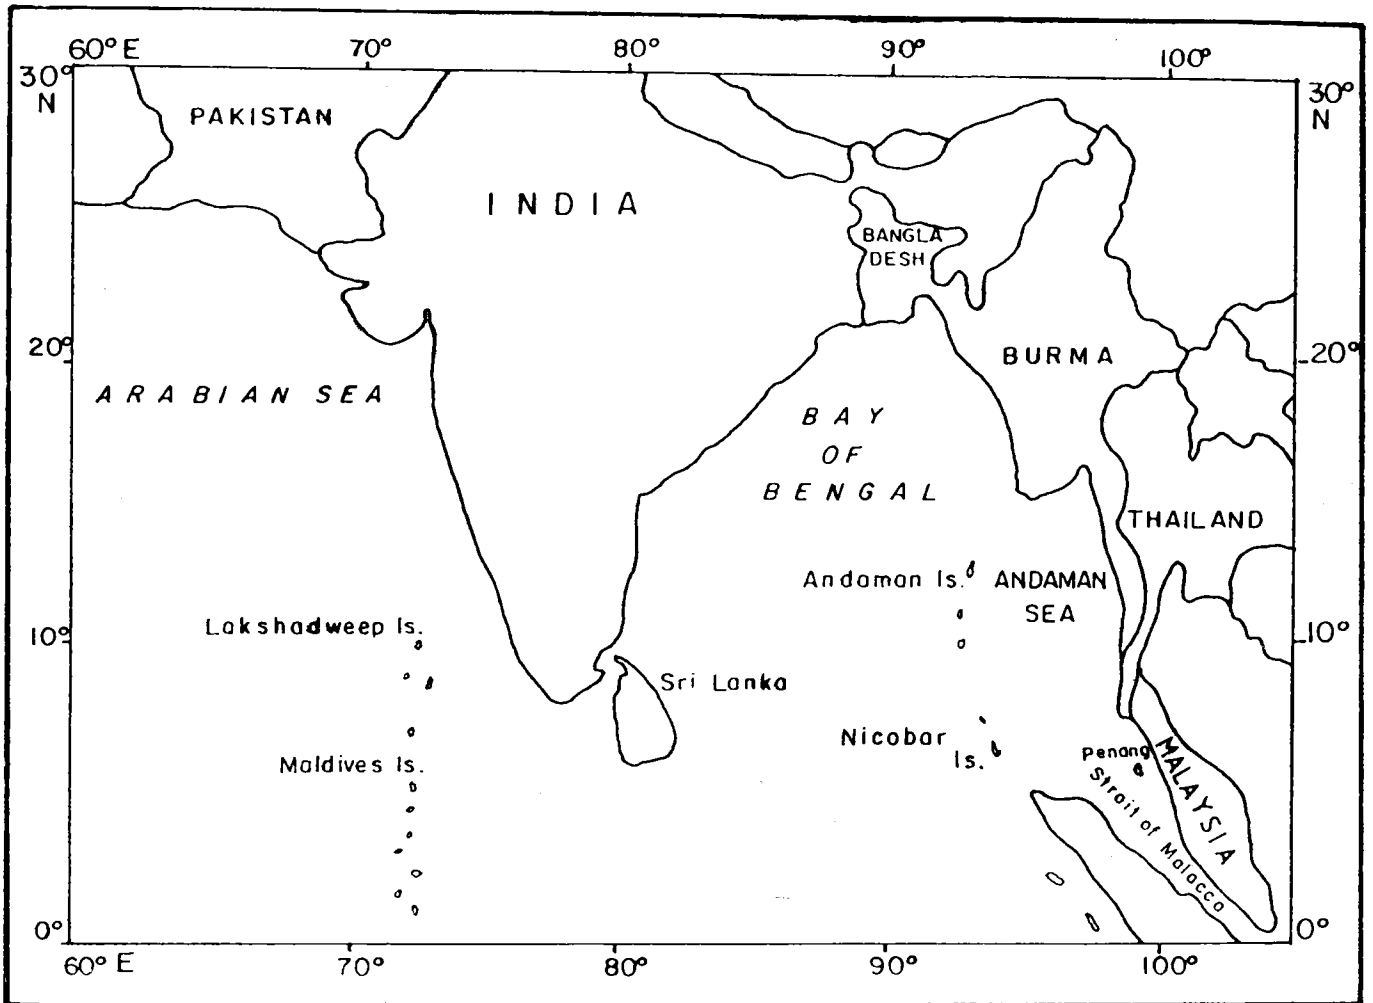 60° E 70° 80° 90° 100°
30° 30°
N N
PAKISTAN
INDIA
BANGLA
DESH
20° BURMA 20°
ARABIAN SEA
BAY
OF
BENGAL
THAILAND
Andaman Is. ANDAMAN
SEA
Lakshadweep Is.
10° 10°
Sri Lanka
Nicobar
Is.
Penang
MALAYSIA
Maldives Is.
Strait of Malacca
0° 0°
60° E 70° 80° 90° 100°